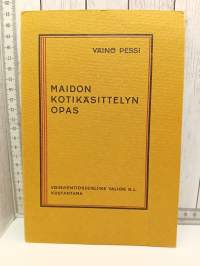 VÄINÖ PESSI
MAIDON
KOTIKÄSITTELYN
OPAS
VOINVIENTIOSUUSLIIKE VALION R.L.
KUSTANTAMA